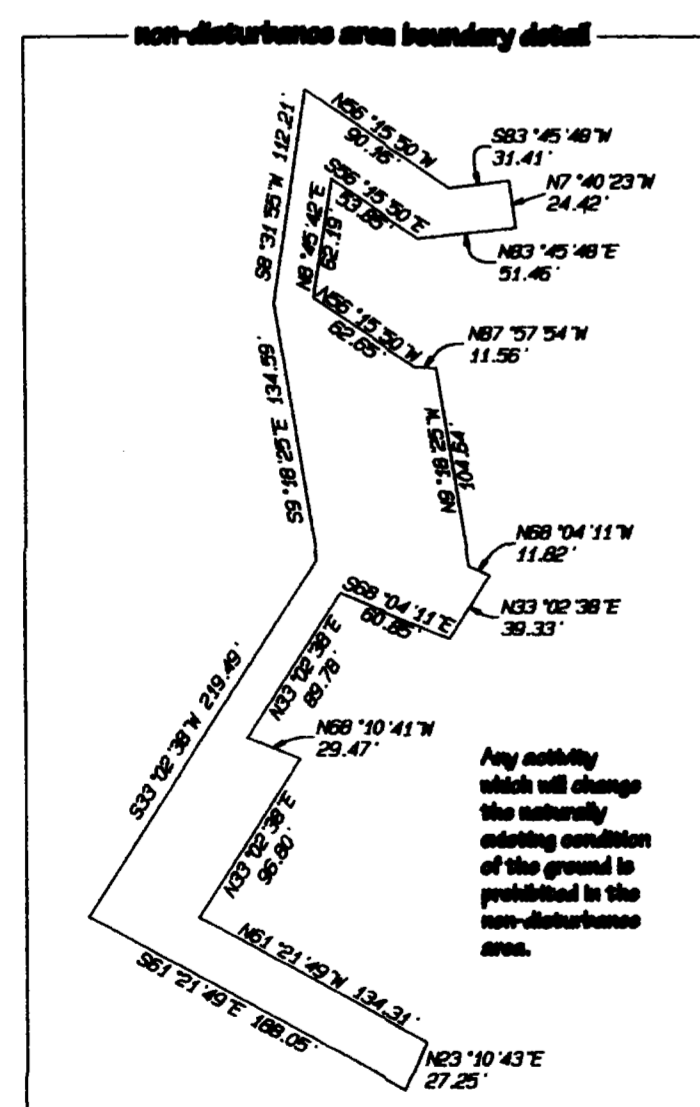 non-disturbance area boundary detail
N56°15'50"W
90.16'
S83°45'48"W
31.41'
N7°40'23"W
24.42'
S8°31'55"W 112.21'
S56°15'50"E
53.85'
N8°45'42"E
62.19'
N83°45'48"E
51.46'
N56°15'50"W
62.65'
N87°57'54"W
11.56'
S9°18'25"E 134.59'
N9°18'25"W
104.64'
N68°04'11"W
11.82'
S68°04'11"E
60.85'
N33°02'38"E
39.33'
N33°02'38"E
89.78'
S33°02'38"W 219.49'
N68°10'41"W
29.47'
N33°02'38"E
96.80'
Any activity
which will change
the naturally
existing condition
of the ground is
prohibited in the
non-disturbance
area.
N61°21'49"W 134.31'
S61°21'49"E 188.05'
N23°10'43"E
27.25'